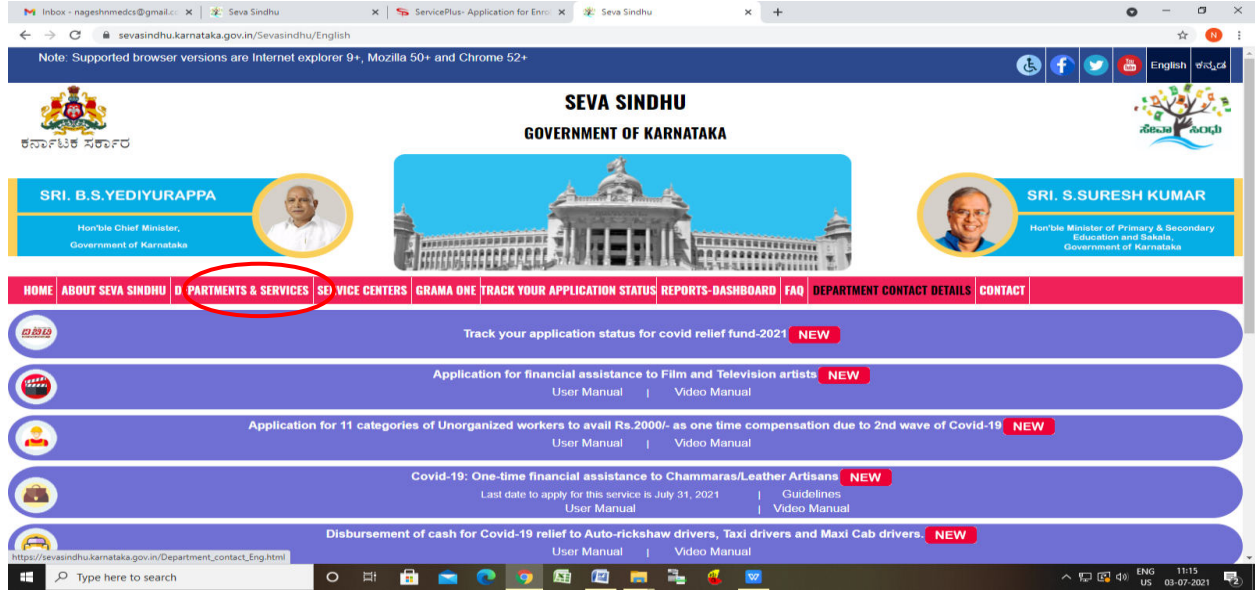 Inbox - nageshnmedcs@gmail.c
Seva Sindhu
ServicePlus- Application for Enrol
Seva Sindhu
sevasindhu.karnataka.gov.in/Sevasindhu/English
N
Note: Supported browser versions are Internet explorer 9+, Mozilla 50+ and Chrome 52+
You
Tube
English
ಕನ್ನಡ
ಕರ್ನಾಟಕ ಸರ್ಕಾರ
SEVA SINDHU
GOVERNMENT OF KARNATAKA
ಸೇವಾ ಸಿಂಧು
SRI. B.S.YEDIYURAPPA
Hon'ble Chief Minister,
Government of Karnataka
SRI. S.SURESH KUMAR
Hon'ble Minister of Primary & Secondary
Education and Sakala,
Government of Karnataka
HOME ABOUT SEVA SINDHU D PARTMENTS & SERVICES SE VICE CENTERS GRAMA ONE TRACK YOUR APPLICATION STATUS REPORTS-DASHBOARD FAQ DEPARTMENT CONTACT DETAILS CONTACT
Track your application status for covid relief fund-2021 NEW
Application for financial assistance to Film and Television artists NEW
User Manual | Video Manual
Application for 11 categories of Unorganized workers to avail Rs.2000/- as one time compensation due to 2nd wave of Covid-19 NEW
User Manual | Video Manual
Covid-19: One-time financial assistance to Chammaras/Leather Artisans NEW
Last date to apply for this service is July 31, 2021 | Guidelines
User Manual | Video Manual
Disbursement of cash for Covid-19 relief to Auto-rickshaw drivers, Taxi drivers and Maxi Cab drivers. NEW
User Manual | Video Manual
https://sevasindhu.karnataka.gov.in/Department_contact_Eng.html
Type here to search
ENG
US
11:15
03-07-2021
2